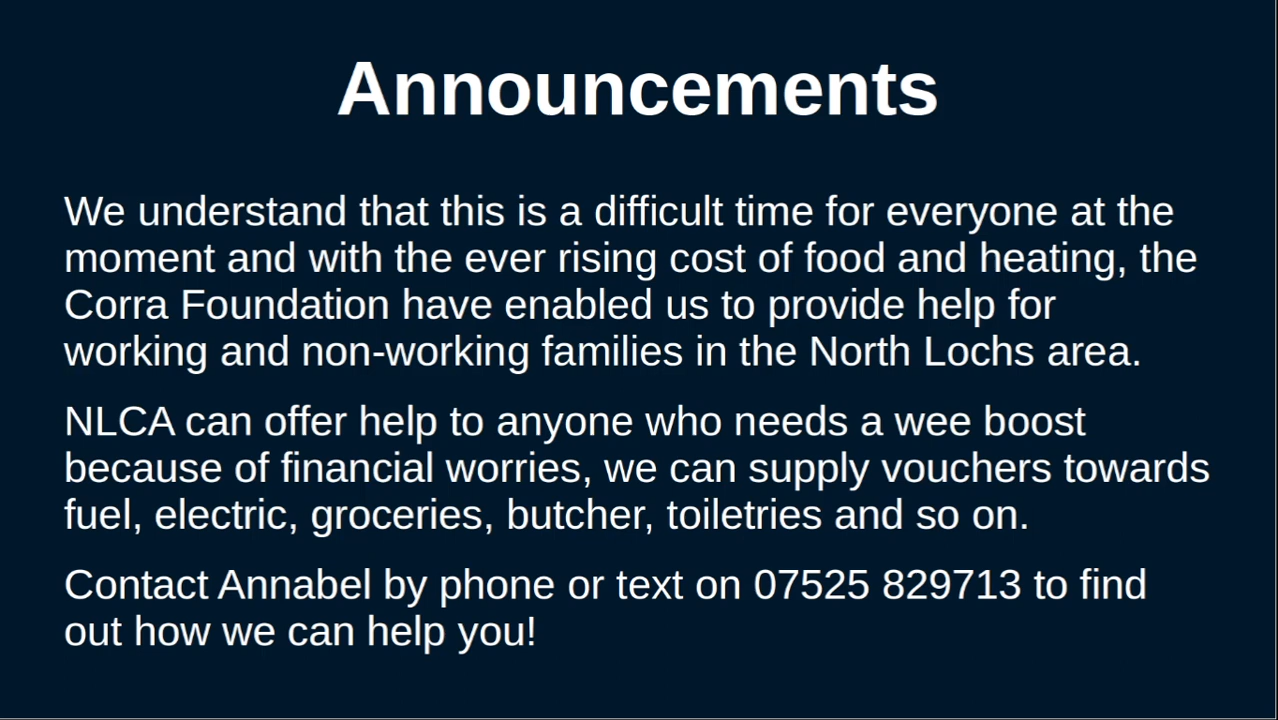 Announcements
We understand that this is a difficult time for everyone at the
moment and with the ever rising cost of food and heating, the
Corra Foundation have enabled us to provide help for
working and non-working families in the North Lochs area.
NLCA can offer help to anyone who needs a wee boost
because of financial worries, we can supply vouchers towards
fuel, electric, groceries, butcher, toiletries and so on.
Contact Annabel by phone or text on 07525 829713 to find
out how we can help you!